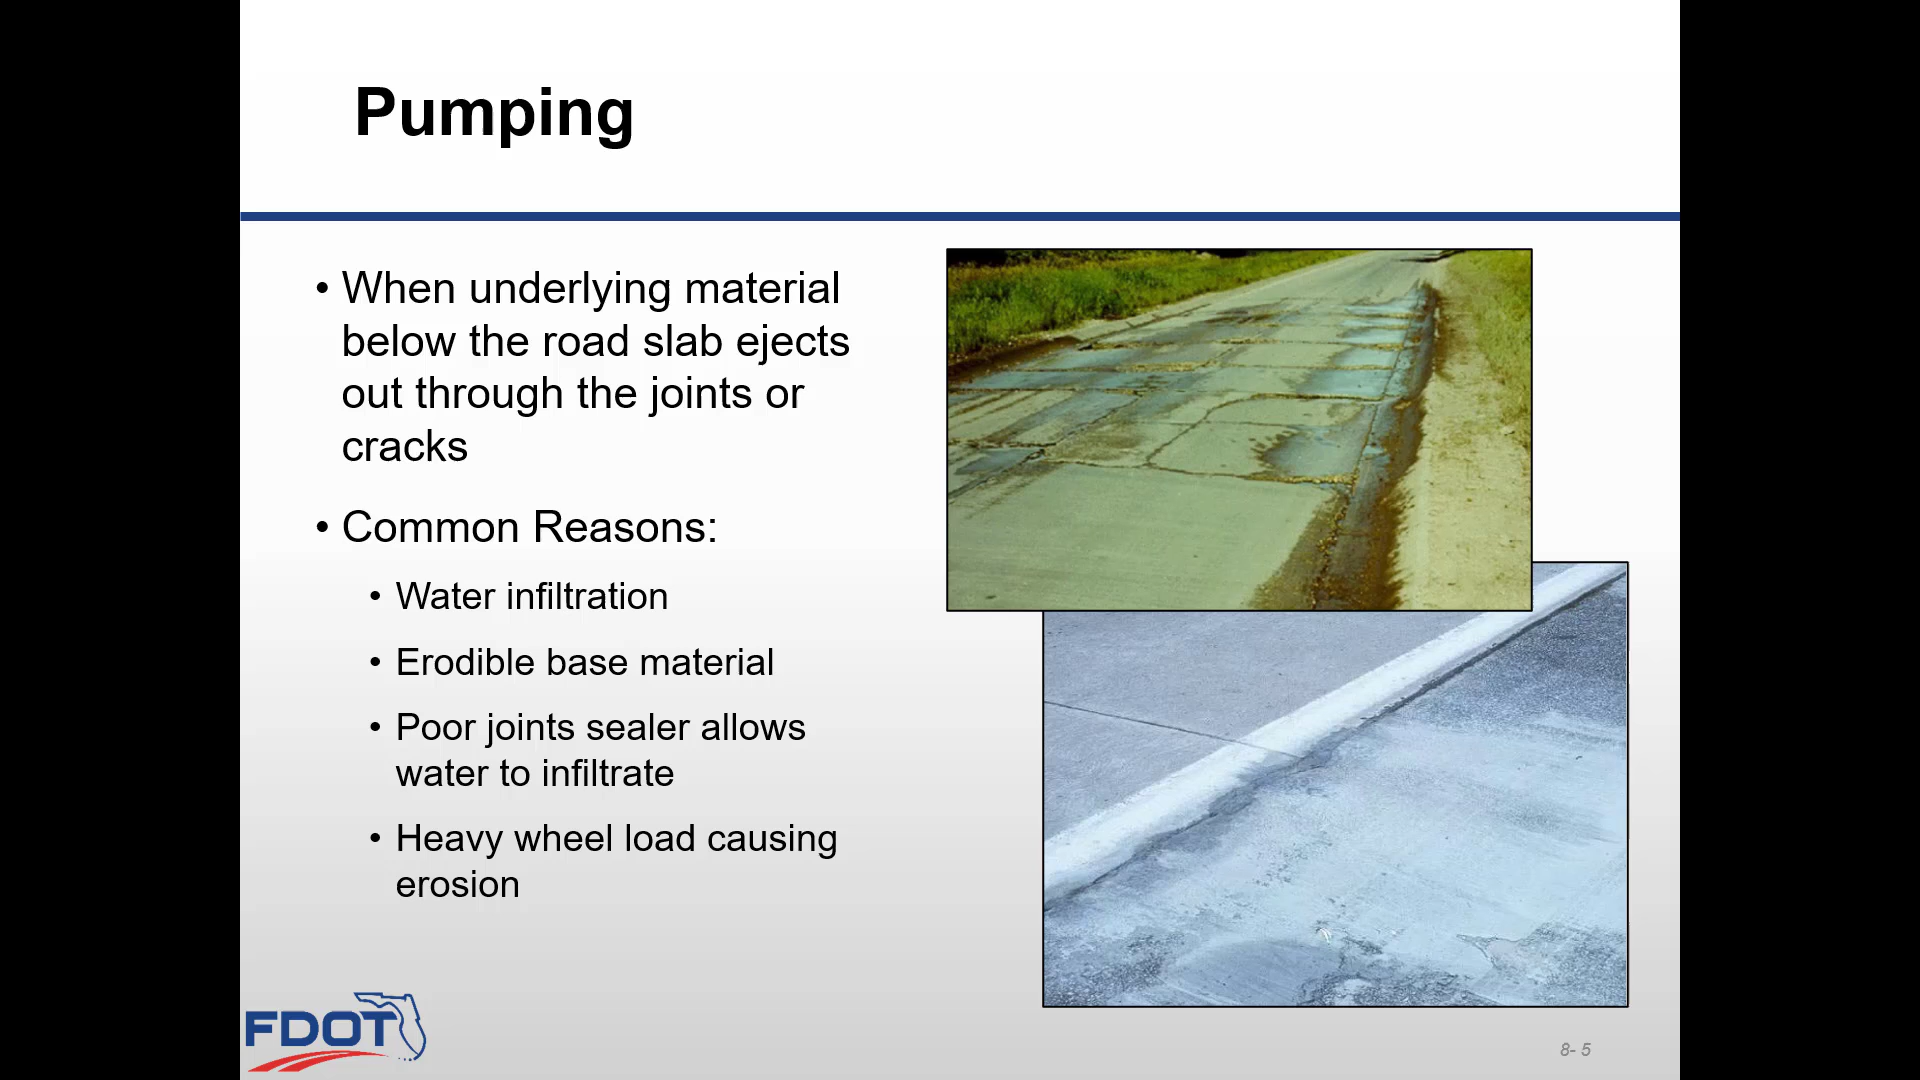 Pumping
• When underlying material
below the road slab ejects
out through the joints or
cracks
• Common Reasons:
• Water infiltration
• Erodible base material
• Poor joints sealer allows
water to infiltrate
• Heavy wheel load causing
erosion
FDOT
8- 5